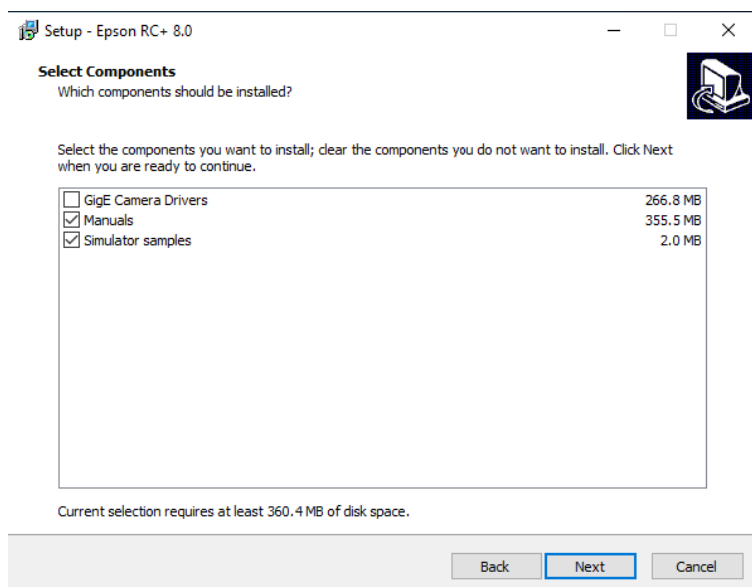 Setup - Epson RC+ 8.0
Select Components
Which components should be installed?
Select the components you want to install; clear the components you do not want to install. Click Next
when you are ready to continue.
GigE Camera Drivers 266.8 MB
Manuals 355.5 MB
Simulator samples 2.0 MB
Current selection requires at least 360.4 MB of disk space.
Back Next Cancel